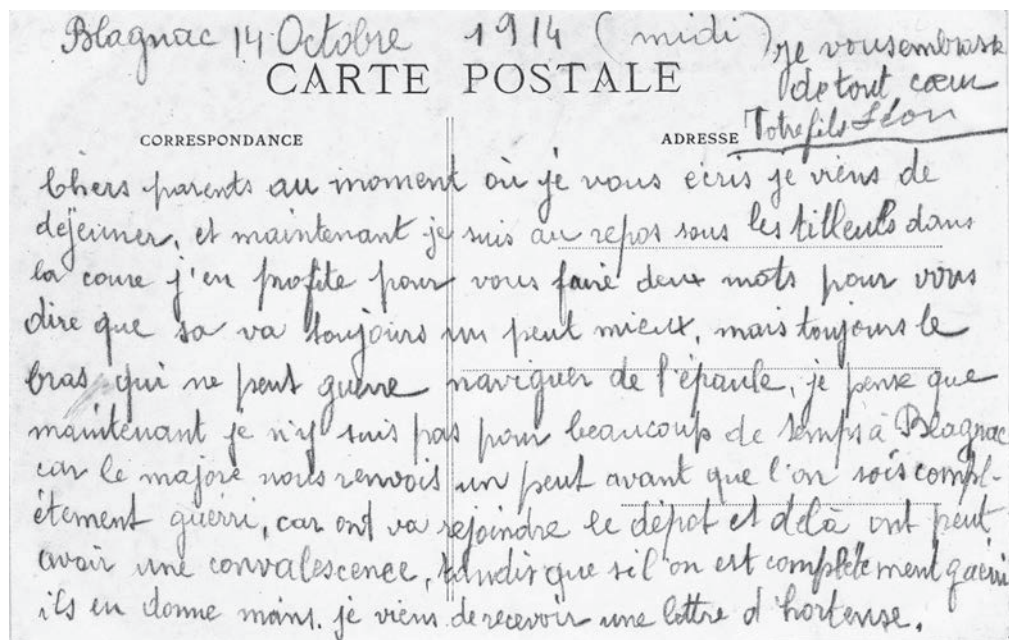 Blagnac 14 Octobre 1914 (midi)
CARTE POSTALE
CORRESPONDANCE
ADRESSE
Chers parents au moment où je vous ecris je viens de
déjeuner, et maintenant je suis au repos sous les tilleuls dans
la coure j'en profite pour vous faire deux mots pour vous
dire que sa va toujours un peut mieux, mais toujours le
bras qui ne peut guerre naviguer de l'épaule, je pense que
maintenant je n'y suis pas pour beaucoup de temps à Blagnac
car le majore nous renvois un peut avant que l'on sois compl-
étement guerri, car ont va rejoindre le dépot et délà ont peut
avoir une convalescence, tandis que si l'on est complétement guerri
ils en donne moins. je viens de recevoir une lettre d'hortense.
je vous embrasse
de tout cœur
Votre fils Léon